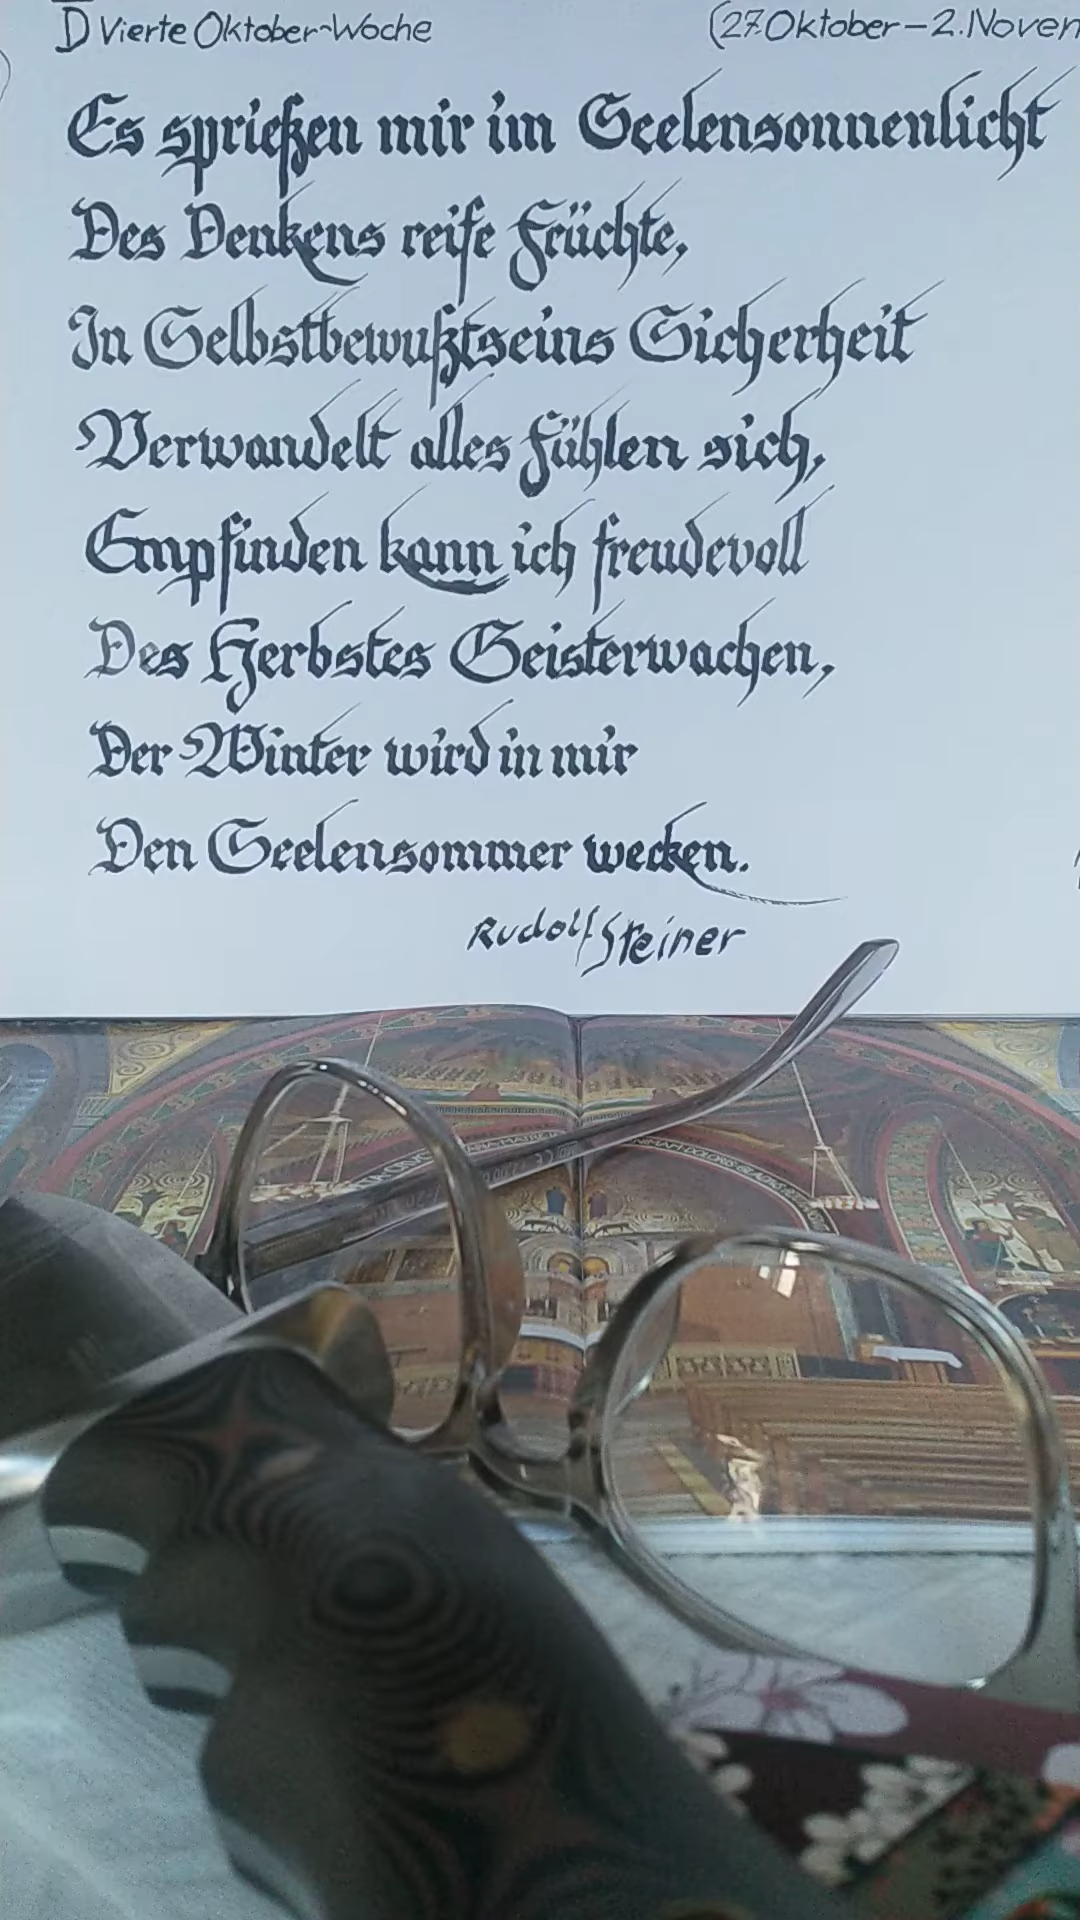 D Vierte Oktober-Woche (27.Oktober – 2.Novem
Es sprießen mir im Seelensonnenlicht
Des Denkens reife Früchte,
In Selbstbewußtseins Sicherheit
Verwandelt alles Fühlen sich,
Empfinden kann ich freudevoll
Des Herbstes Geisterwachen,
Der Winter wird in mir
Den Seelensommer wecken.
Rudolf Steiner